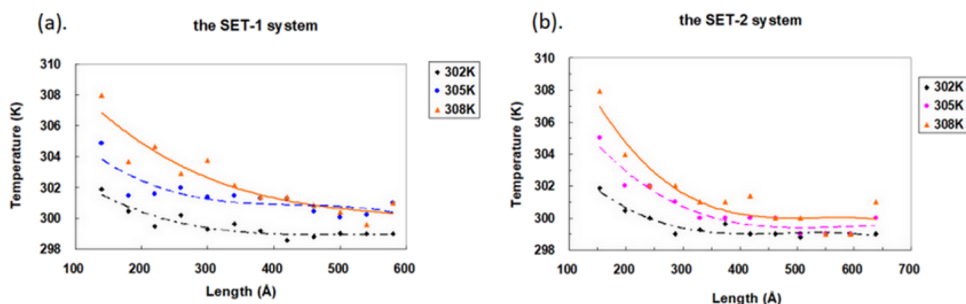 (a).
the SET-1 system
310
308
306
304
302
300
298
Temperature (K)
100 200 300 400 500 600
Length (Å)
302K
305K
308K
(b).
the SET-2 system
310
308
306
304
302
300
298
Temperature (K)
100 200 300 400 500 600 700
Length (Å)
302K
305K
308K